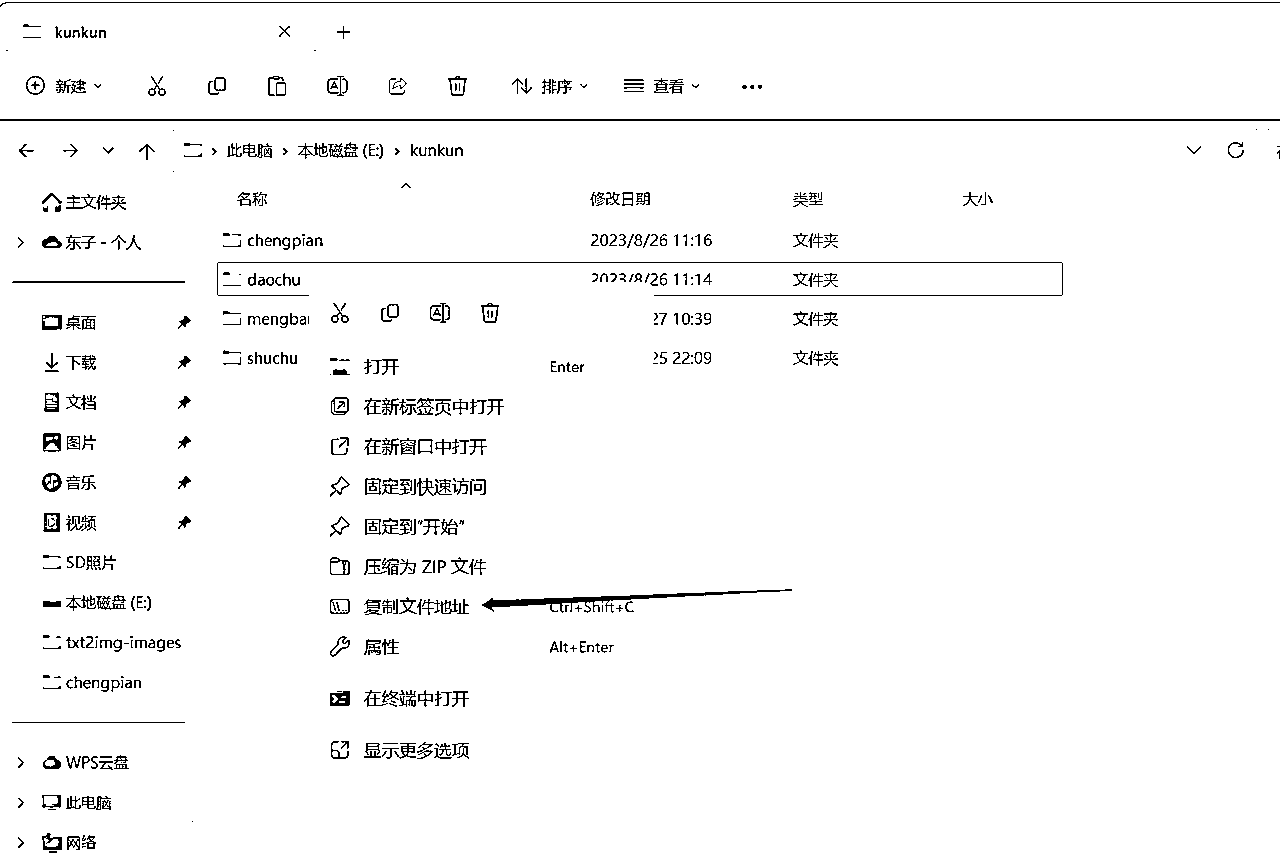 kunkun
新建 排序 查看
此电脑 > 本地磁盘 (E:) > kunkun
名称 修改日期 类型 大小
主文件夹
东子 - 个人
chengpian 2023/8/26 11:16 文件夹
daochu 2023/8/26 11:14 文件夹
27 10:39 文件夹
shuchu 25 22:09 文件夹
桌面
下载
文档
图片
音乐
视频
SD照片
本地磁盘 (E:)
txt2img-images
chengpian
WPS云盘
此电脑
网络
打开 Enter
在新标签页中打开
在新窗口中打开
固定到快速访问
固定到"开始"
压缩为 ZIP 文件
复制文件地址 Ctrl+Shift+C
属性 Alt+Enter
在终端中打开
显示更多选项